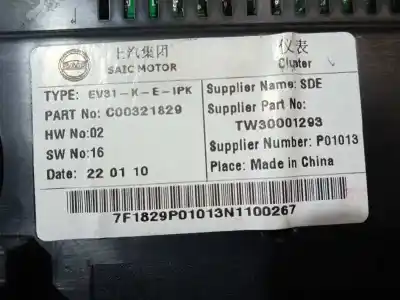 上汽集团
SAIC MOTOR
仪表
Cluster
TYPE: EV31-K-E-IPK
PART No: C00321829
HW No:02
SW No:16
Date: 22 01 10
Supplier Name: SDE
Supplier Part No:
TW30001293
Supplier Number: P01013
Place: Made in China
7F1829P01013N1100267